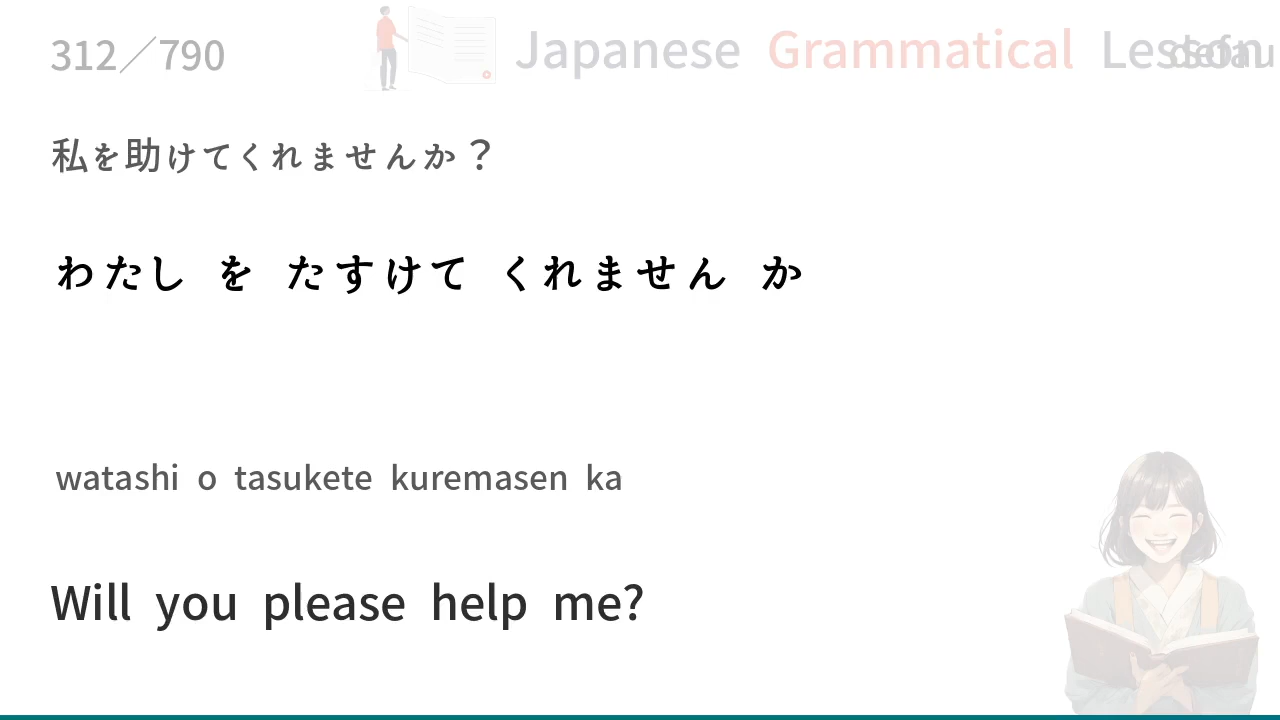 312／790
Japanese Grammatical Lesson
defau
私を助けてくれませんか？
わたし を たすけて くれません か
watashi o tasukete kuremasen ka
Will you please help me?